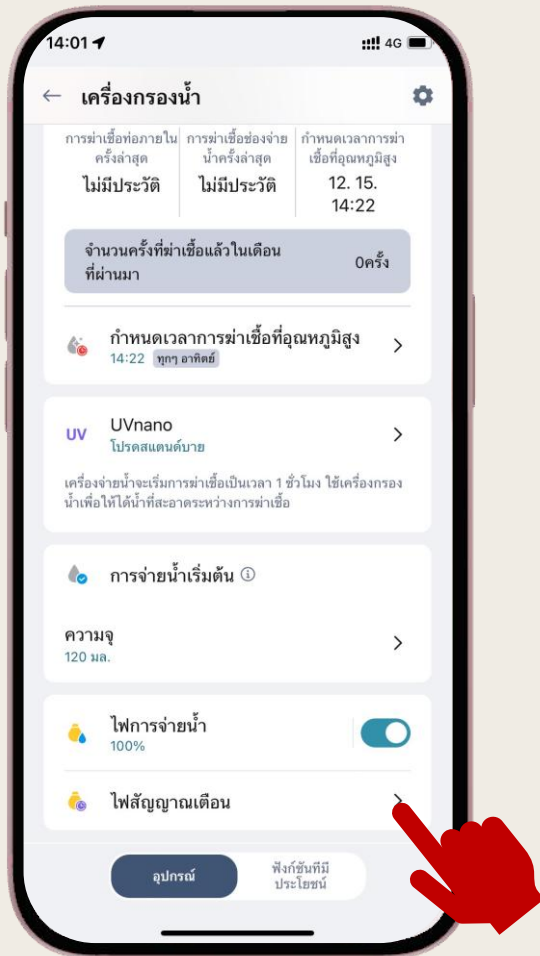 14:01
4G
เครื่องกรองน้ำ
การฆ่าเชื้อท่อภายใน
ครั้งล่าสุด
ไม่มีประวัติ
การฆ่าเชื้อช่องจ่าย
น้ำครั้งล่าสุด
ไม่มีประวัติ
กำหนดเวลาการฆ่า
เชื้อที่อุณหภูมิสูง
12. 15.
14:22
จำนวนครั้งที่ฆ่าเชื้อแล้วในเดือน
ที่ผ่านมา
0ครั้ง
กำหนดเวลาการฆ่าเชื้อที่อุณหภูมิสูง
14:22 ทุกๆ อาทิตย์
UV
UVnano
โปรดสแตนด์บาย
เครื่องจ่ายน้ำจะเริ่มการฆ่าเชื้อเป็นเวลา 1 ชั่วโมง ใช้เครื่องกรอง
น้ำเพื่อให้ได้น้ำที่สะอาดระหว่างการฆ่าเชื้อ
การจ่ายน้ำเริ่มต้น
ความจุ
120 มล.
ไฟการจ่ายน้ำ
100%
ไฟสัญญาณเตือน
อุปกรณ์
ฟังก์ชันที่มี
ประโยชน์